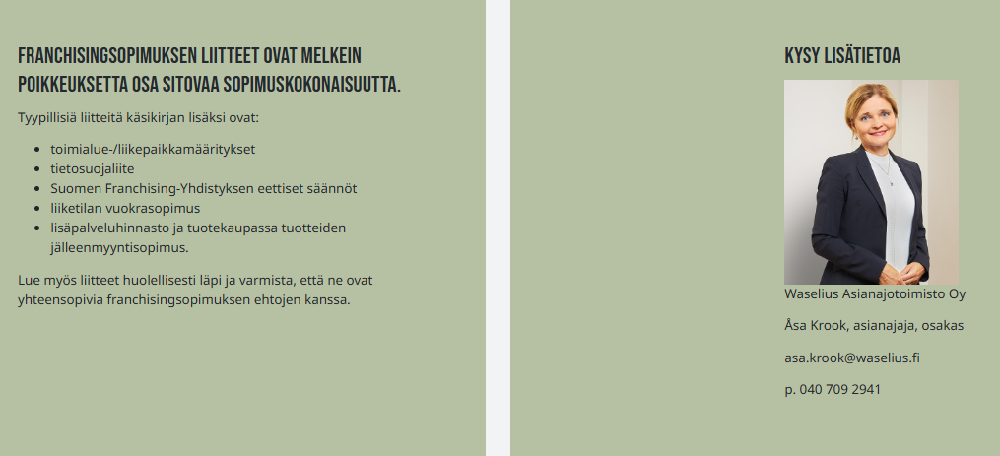 FRANCHISINGSOPIMUKSEN LIITTEET OVAT MELKEIN
POIKKEUKSETTA OSA SITOVAA SOPIMUSKOKONAISUUTTA.
Tyypillisiä liitteitä käsikirjan lisäksi ovat:
• toimialue-/liikepaikkamääritykset
• tietosuojaliite
• Suomen Franchising-Yhdistyksen eettiset säännöt
• liiketilan vuokrasopimus
• lisäpalveluhinnasto ja tuotekaupassa tuotteiden
jälleenmyyntisopimus.
Lue myös liitteet huolellisesti läpi ja varmista, että ne ovat
yhteensopivia franchisingsopimuksen ehtojen kanssa.
KYSY LISÄTIETOA
Waselius Asianajotoimisto Oy
Åsa Krook, asianajaja, osakas
asa.krook@waselius.fi
p. 040 709 2941